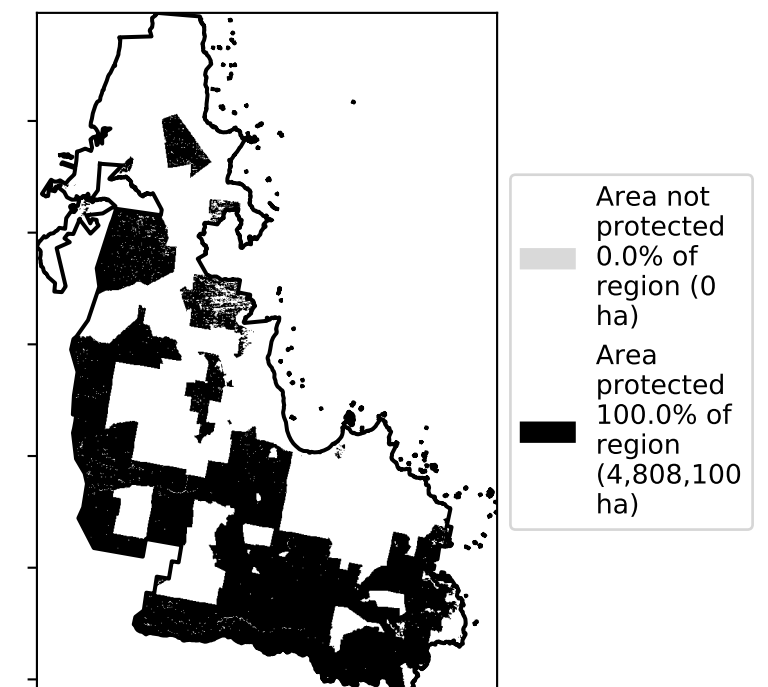 Area not
protected
0.0% of
region (0
ha)
Area
protected
100.0% of
region
(4,808,100
ha)